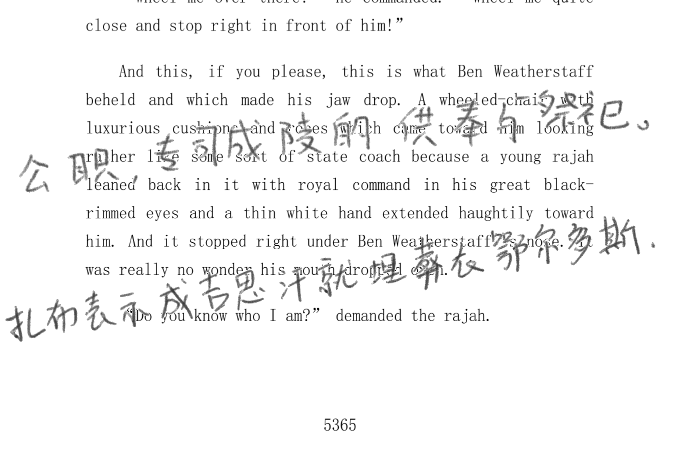 "wheel me over there!" he commanded. "Wheel me quite
close and stop right in front of him!”
And this, if you please, this is what Ben Weatherstaff
beheld and which made his jaw drop. A wheeled-chair with
luxurious cushions and robes which came toward him looking
rather like some sort of state coach because a young rajah
leaned back in it with royal command in his great black-
rimmed eyes and a thin white hand extended haughtily toward
him. And it stopped right under Ben Weatherstaff's nose. It
was really no wonder his mouth dropped open.
“Do you know who I am?” demanded the rajah.
公职,专司成陵的供奉与祭祀。
扎布表示成吉思汗就埋葬在鄂尔多斯.
5365